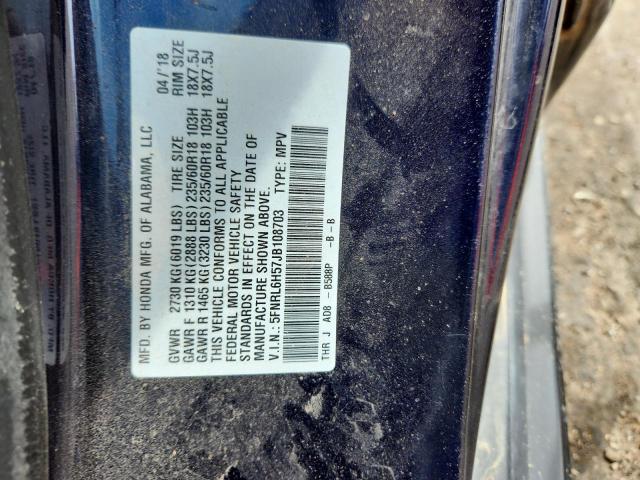 MFD. BY HONDA MFG. OF ALABAMA, LLC 04/'18
GVWR 2730 KG(6019 LBS) TIRE SIZE RIM SIZE
GAWR F 1310 KG(2888 LBS) 235/60R18 103H 18X7.5J
GAWR R 1465 KG(3230 LBS) 235/60R18 103H 18X7.5J
THIS VEHICLE CONFORMS TO ALL APPLICABLE
FEDERAL MOTOR VEHICLE SAFETY
STANDARDS IN EFFECT ON THE DATE OF
MANUFACTURE SHOWN ABOVE.
V.I.N.: 5FNRL6H57JB108703 TYPE: MPV
THR J AD8 - B588P -B -B